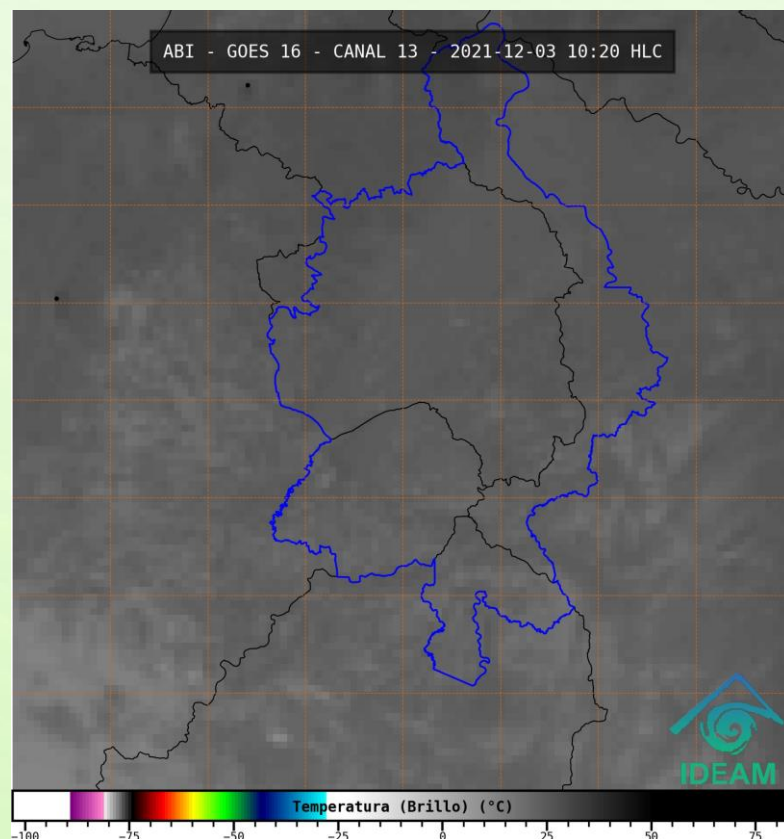 ABI - GOES 16 - CANAL 13 - 2021-12-03 10:20 HLC
IDEAM
Temperatura (Brillo) (°C)
-100 -75 -50 -25 0 25 50 75